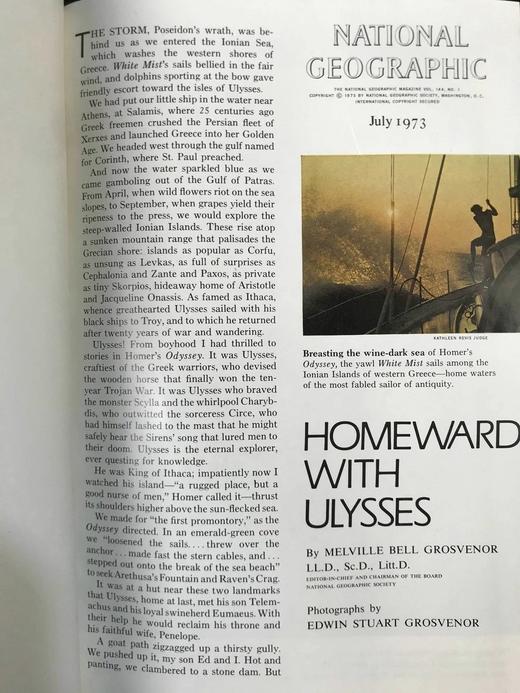 THE STORM, Poseidon's wrath, was be-
hind us as we entered the Ionian Sea,
which washes the western shores of
Greece. White Mist's sails bellied in the fair
wind, and dolphins sporting at the bow gave
friendly escort toward the isles of Ulysses.
We had put our little ship in the water near
Athens, at Salamis, where 25 centuries ago
Greek freemen crushed the Persian fleet of
Xerxes and launched Greece into her Golden
Age. We headed west through the gulf named
for Corinth, where St. Paul preached.
And now the water sparkled blue as we
came gamboling out of the Gulf of Patras.
From April, when wild flowers riot on the sea
slopes, to September, when grapes yield their
ripeness to the press, we would explore the
steep-walled Ionian Islands. These rise atop
a sunken mountain range that palisades the
Grecian shore: islands as popular as Corfu,
as unsung as Levkas, as full of surprises as
Cephalonia and Zante and Paxos, as private
as tiny Skorpios, hideaway home of Aristotle
and Jacqueline Onassis. As famed as Ithaca,
whence greathearted Ulysses sailed with his
black ships to Troy, and to which he returned
after twenty years of war and wandering.
Ulysses! From boyhood I had thrilled to
stories in Homer's Odyssey. It was Ulysses,
craftiest of the Greek warriors, who devised
the wooden horse that finally won the ten-
year Trojan War. It was Ulysses who braved
the monster Scylla and the whirlpool Charyb-
dis, who outwitted the sorceress Circe, who
had himself lashed to the mast that he might
safely hear the Sirens' song that lured men to
their doom. Ulysses is the eternal explorer,
ever questing for knowledge.
He was King of Ithaca; impatiently now I
watched his island—"a rugged place, but a
good nurse of men," Homer called it—thrust
its shoulders higher above the sun-flecked sea.
We made for "the first promontory," as the
Odyssey directed. In an emerald-green cove
we "loosened the sails. . . . threw over the
anchor . . . made fast the stern cables, and . . .
stepped out onto the break of the sea beach"
to seek Arethusa's Fountain and Raven's Crag.
It was at a hut near these two landmarks
that Ulysses, home at last, met his son Telem-
achus and his loyal swineherd Eumaeus. With
their help he would reclaim his throne and
his faithful wife, Penelope.
A goat path zigzagged up a thirsty gully.
We pushed up it, my son Ed and I. Hot and
panting, we clambered to a stone dam. But
NATIONAL
GEOGRAPHIC
THE NATIONAL GEOGRAPHIC MAGAZINE VOL. 144, NO. 1
COPYRIGHT © 1973 BY NATIONAL GEOGRAPHIC SOCIETY, WASHINGTON, D.C.
INTERNATIONAL COPYRIGHT SECURED
July 1973
KATHLEEN REVIS JUDGE
Breasting the wine-dark sea of Homer's
Odyssey, the yawl White Mist sails among the
Ionian Islands of western Greece—home waters
of the most fabled sailor of antiquity.
HOMEWARD
WITH
ULYSSES
By MELVILLE BELL GROSVENOR
LL.D., Sc.D., Litt.D.
EDITOR-IN-CHIEF AND CHAIRMAN OF THE BOARD
NATIONAL GEOGRAPHIC SOCIETY
Photographs by
EDWIN STUART GROSVENOR